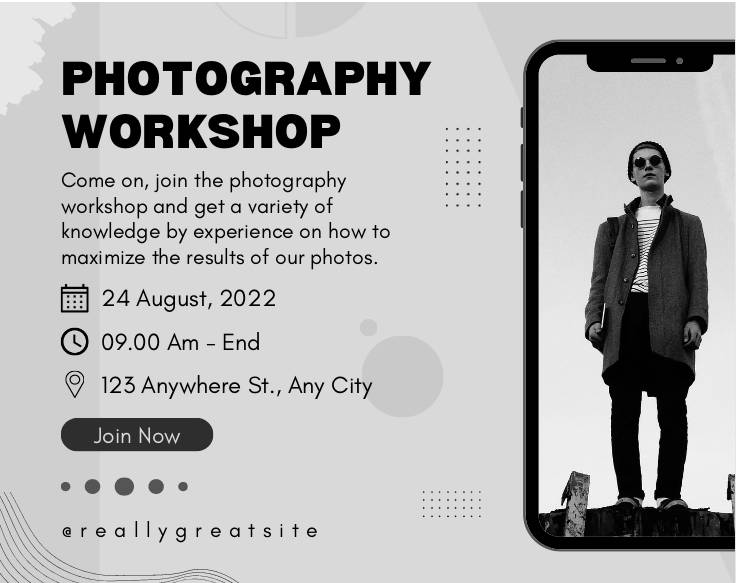 PHOTOGRAPHY
WORKSHOP
Come on, join the photography
workshop and get a variety of
knowledge by experience on how to
maximize the results of our photos.
24 August, 2022
09.00 Am - End
123 Anywhere St., Any City
Join Now
@reallygreatsite